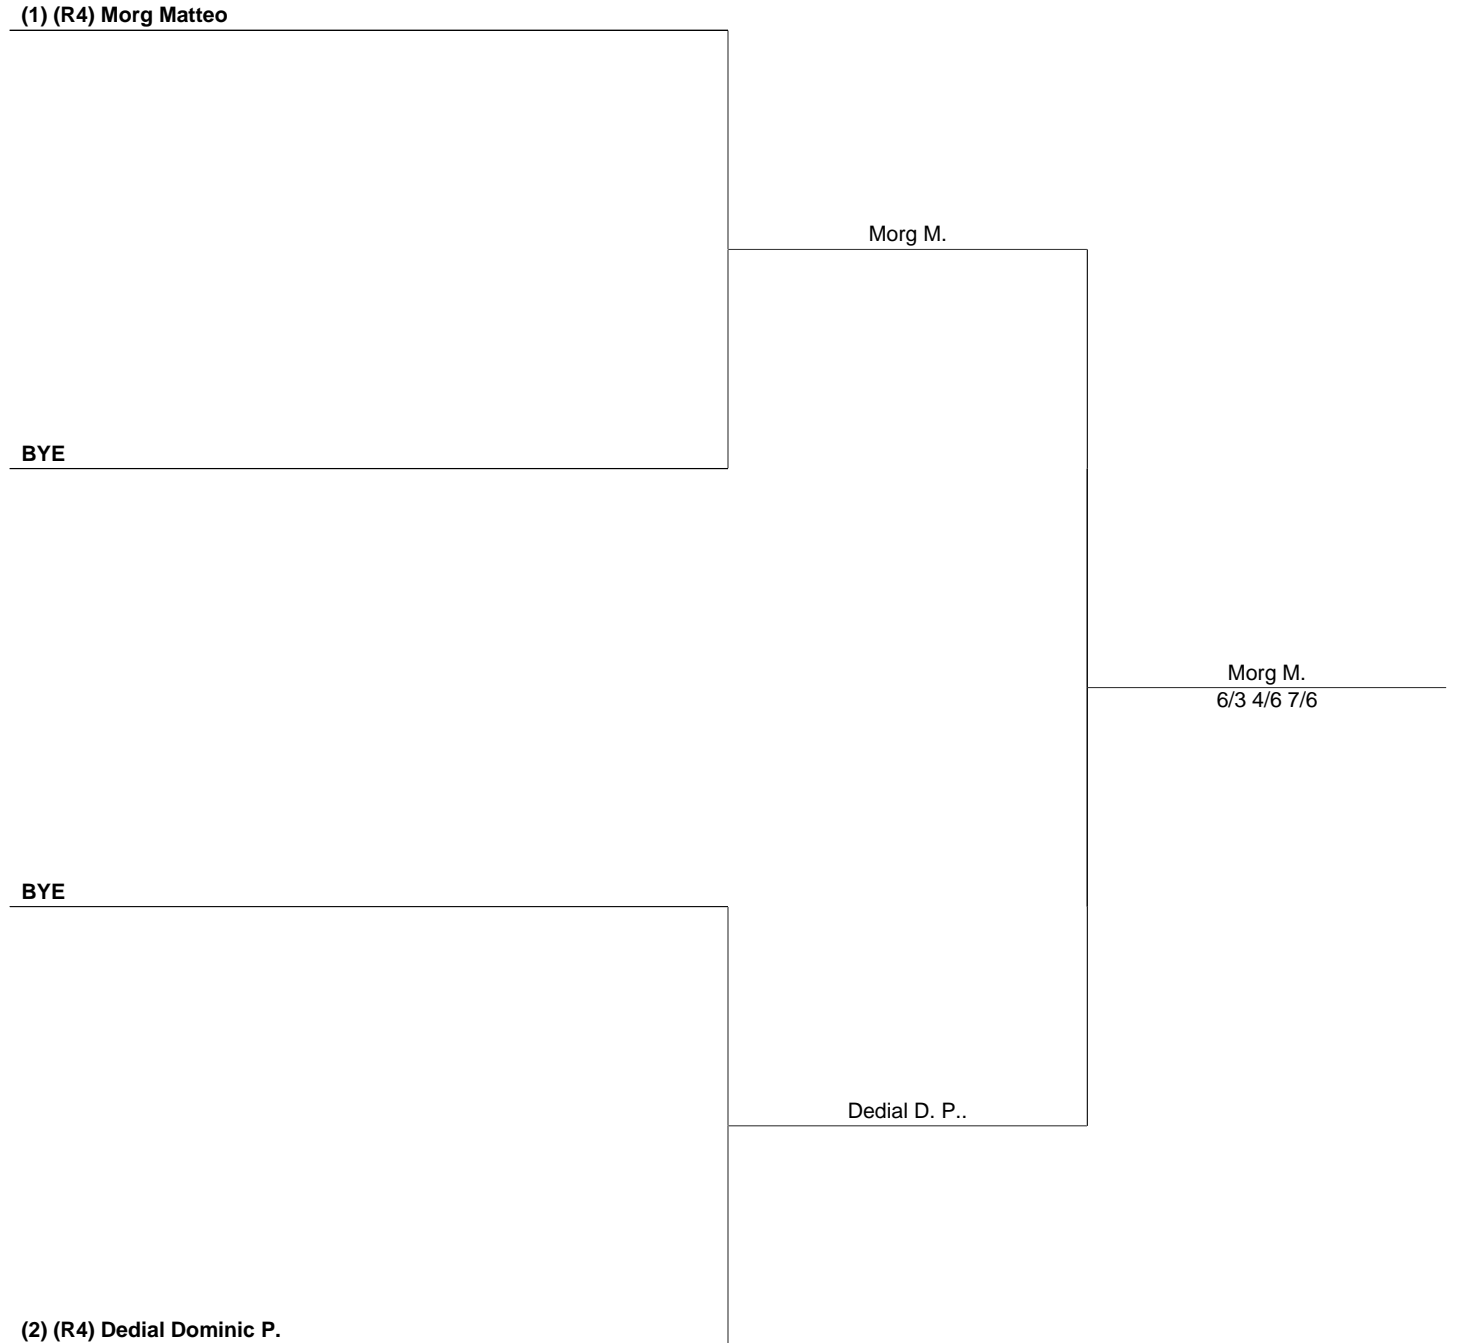 (1) (R4) Morg Matteo
Morg M.
BYE
Morg M.
6/3 4/6 7/6
BYE
Dedial D. P..
(2) (R4) Dedial Dominic P.